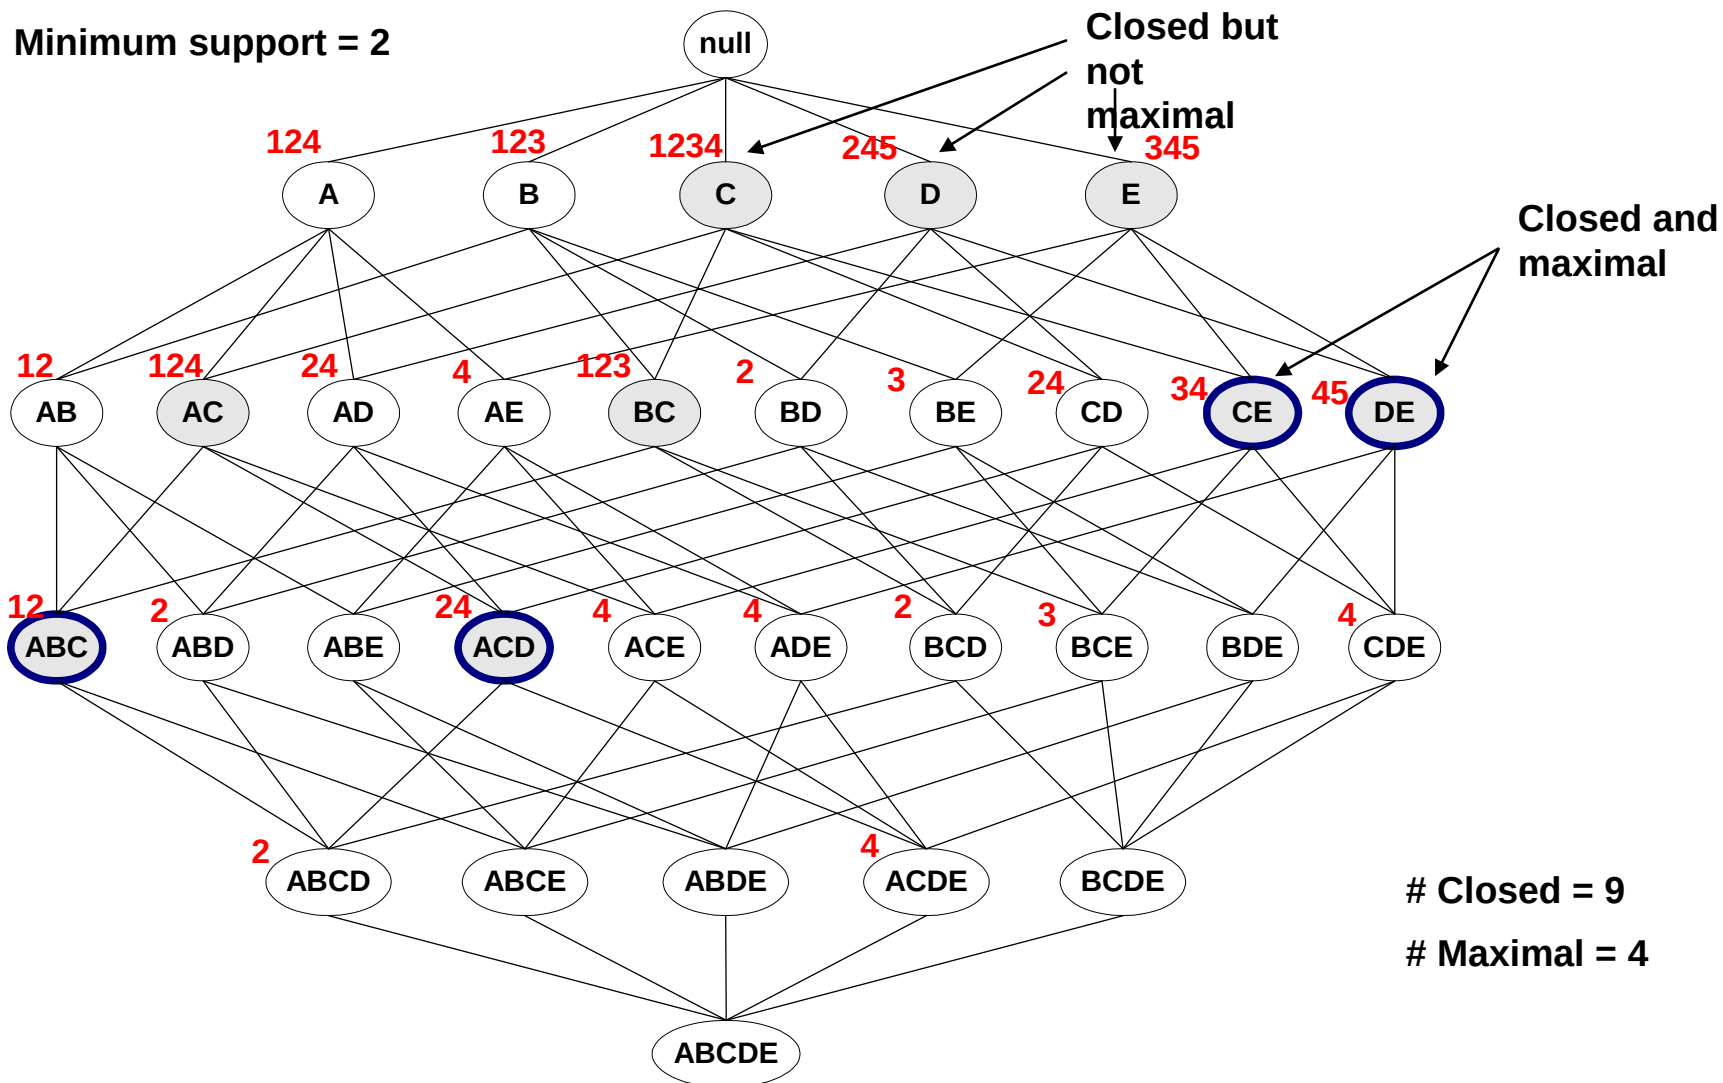 Minimum support = 2
null
Closed but
not
maximal
124
123
1234
245
345
A
B
C
D
E
Closed and
maximal
12
124
24
4
123
2
3
24
34
45
AB
AC
AD
AE
BC
BD
BE
CD
CE
DE
12
2
24
4
4
2
3
4
ABC
ABD
ABE
ACD
ACE
ADE
BCD
BCE
BDE
CDE
2
4
ABCD
ABCE
ABDE
ACDE
BCDE
# Closed = 9
# Maximal = 4
ABCDE